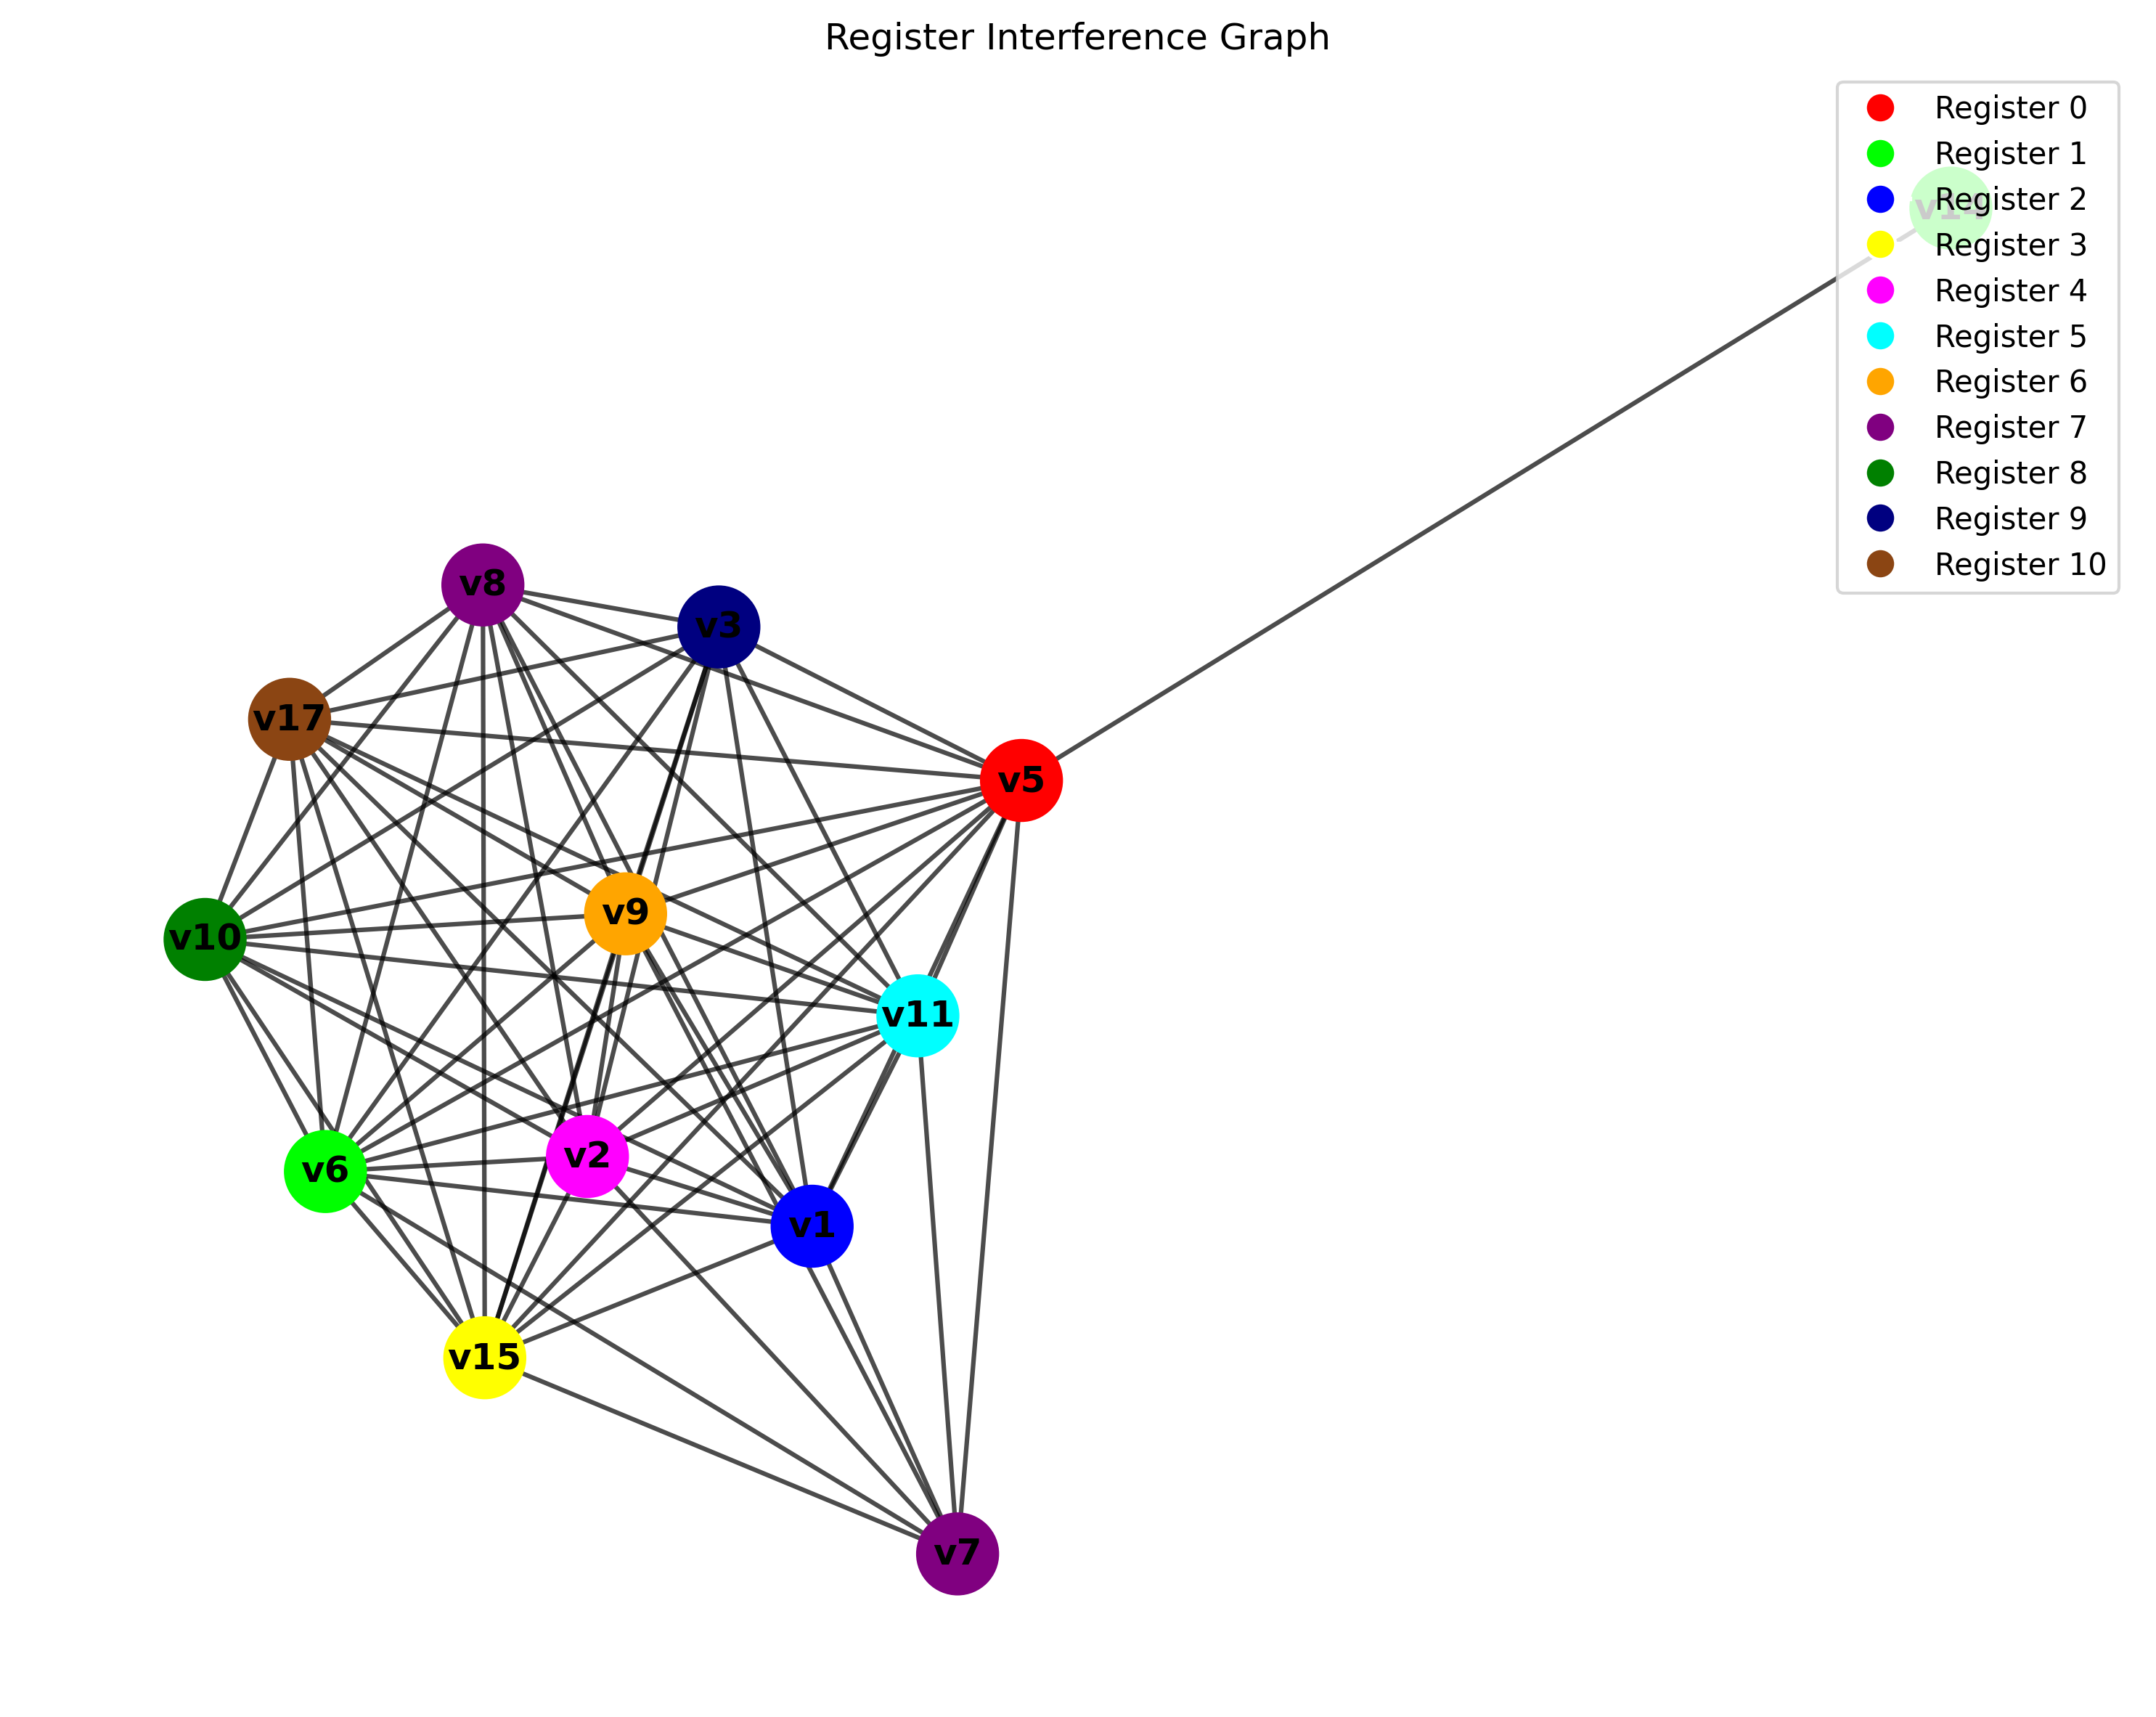 Register Interference Graph
Register 0
Register 1
Register 2
Register 3
Register 4
Register 5
Register 6
Register 7
Register 8
Register 9
Register 10
v8
v3
v17
v5
v9
v10
v11
v2
v6
v1
v15
v7